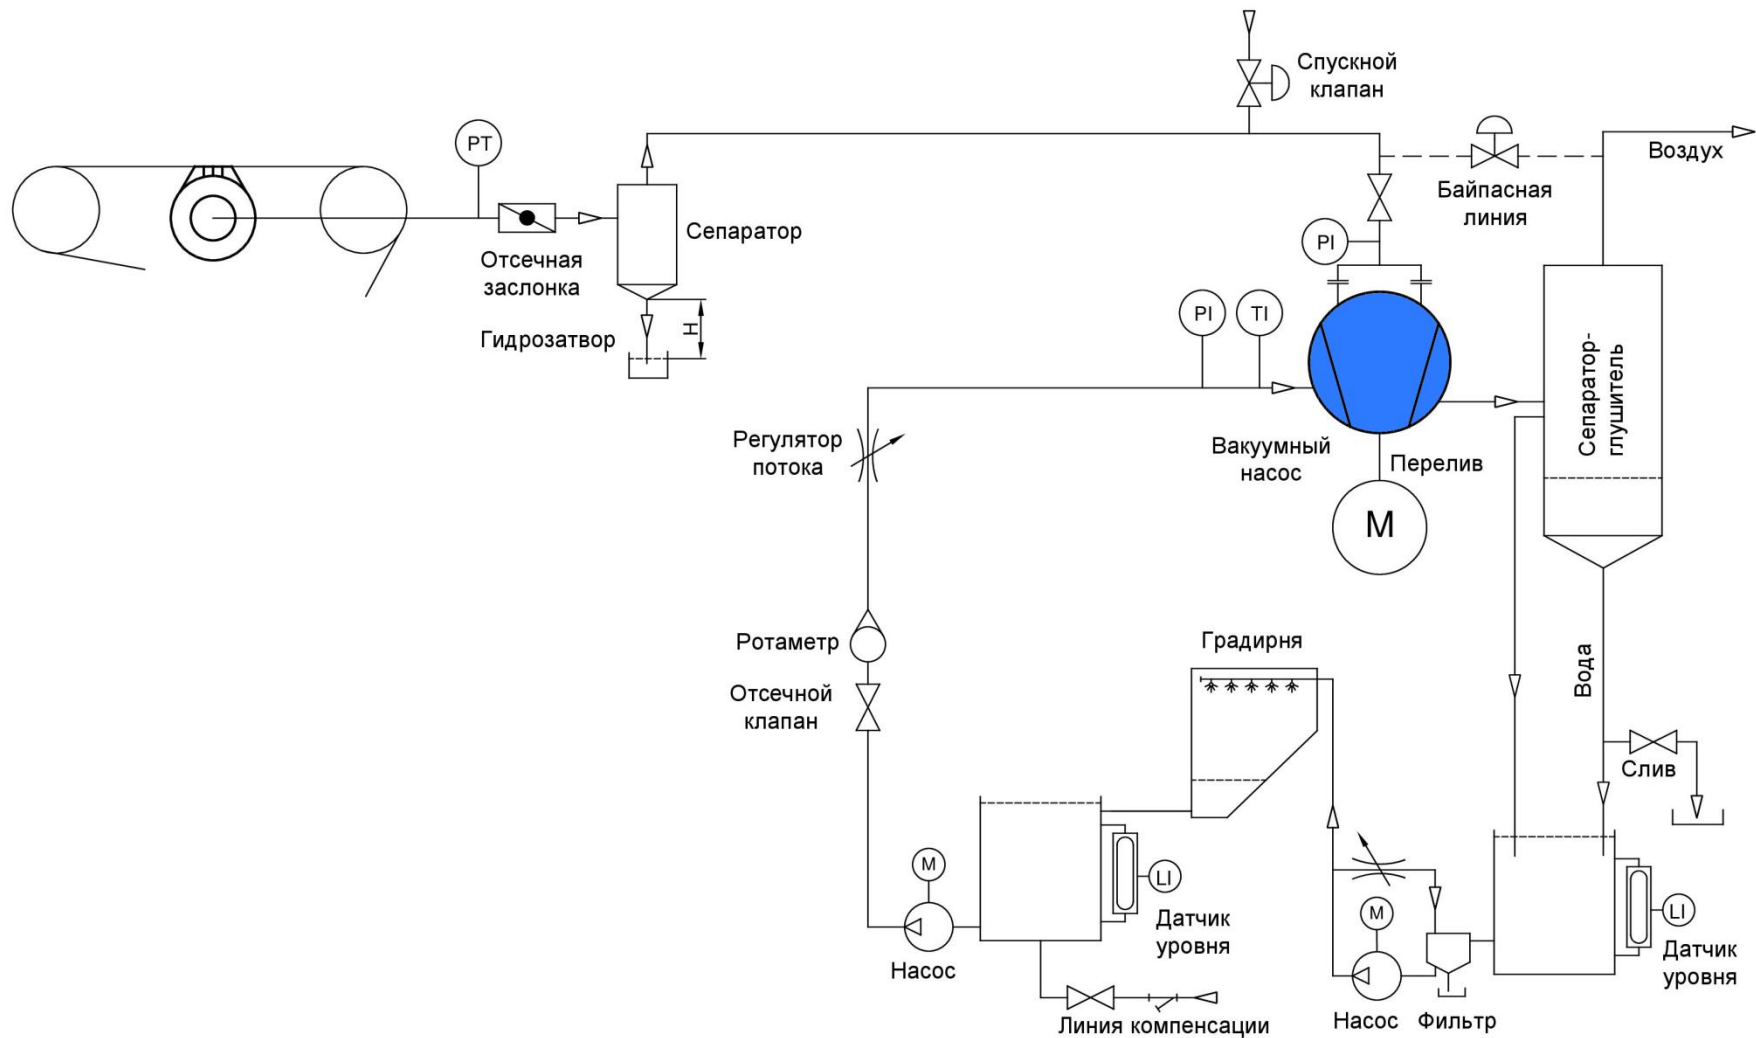 Спускной
клапан
Воздух
PT
Байпасная
линия
Сепаратор
PI
Отсечная
заслонка
PI
TI
H
Гидрозатвор
Сепаратор-
глушитель
Регулятор
потока
Вакуумный
насос
Перелив
M
Ротаметр
Градирня
Вода
Отсечной
клапан
Слив
M
LI
Датчик
уровня
M
LI
Датчик
уровня
Насос
Линия компенсации
Насос
Фильтр